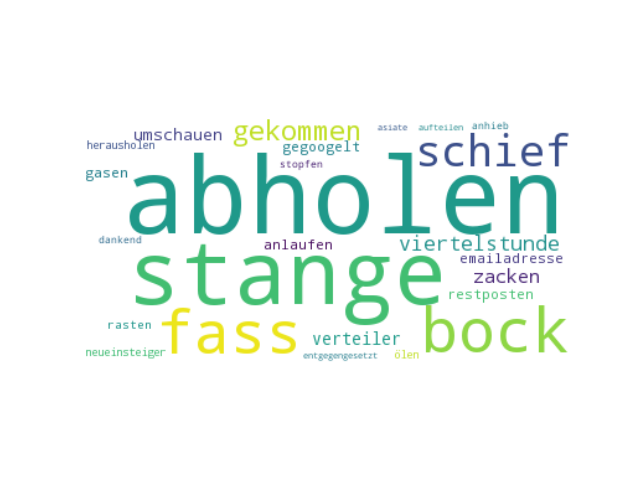 asiate aufteilen anhieb
umschauen gekommen
herausholen gegoogelt schief
gasen stopfen
abholen
dankend anlaufen viertelstunde
stange emailadresse
zacken
restposten
rasten fass verteiler bock
neueinsteiger entgegengesetzt ölen